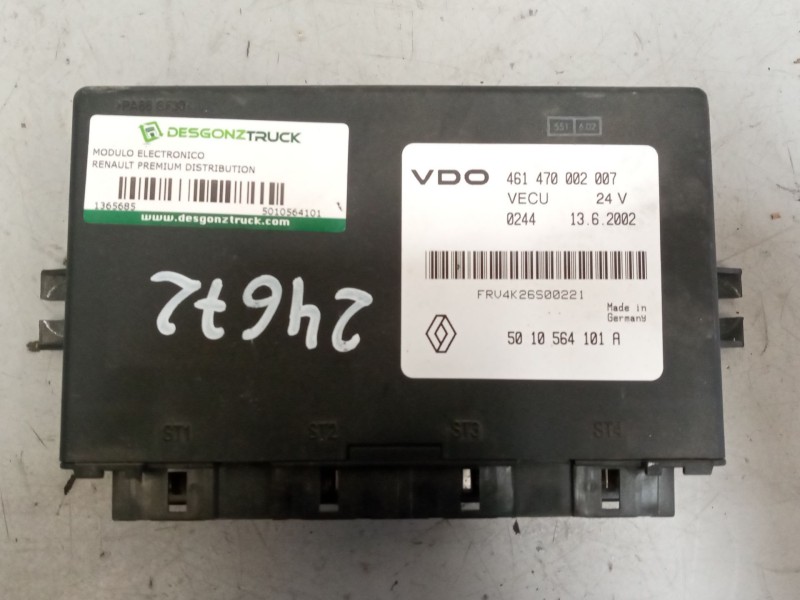 DESGONZTRUCK
MODULO ELECTRONICO
RENAULT PREMIUM DISTRIBUTION
1365685 5010564101
www.desgonztruck.com
VDO 461 470 002 007
VECU 24 V
0244 13.6.2002
FRV4K26S00221
Made in
Germany
50 10 564 101 A
24672
ST1 ST2 ST3 ST4